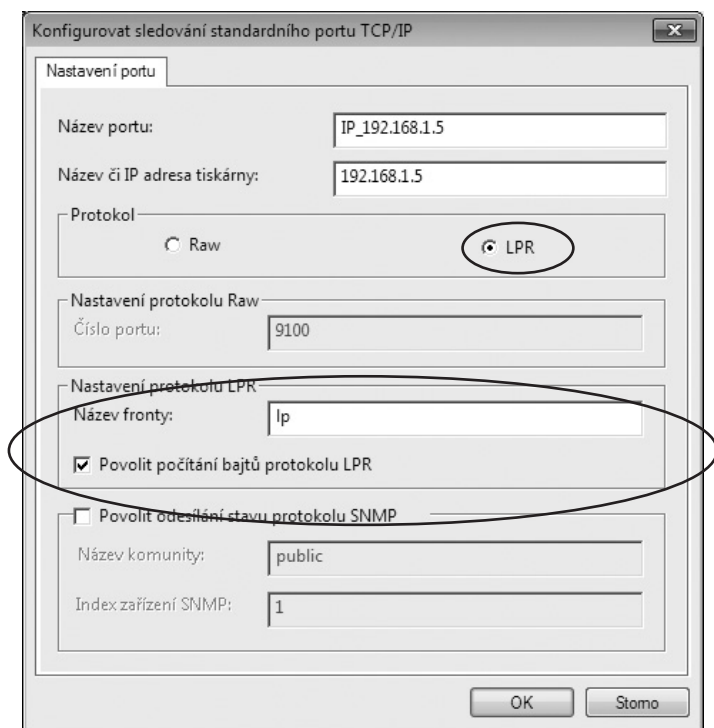 Konfigurovat sledování standardního portu TCP/IP
Nastavení portu
Název portu: IP_192.168.1.5
Název či IP adresa tiskárny: 192.168.1.5
Protokol
Raw LPR
Nastavení protokolu Raw
Číslo portu: 9100
Nastavení protokolu LPR
Název fronty: lp
Povolit počítání bajtů protokolu LPR
Povolit odesílání stavu protokolu SNMP
Název komunity: public
Index zařízení SNMP: 1
OK Storno